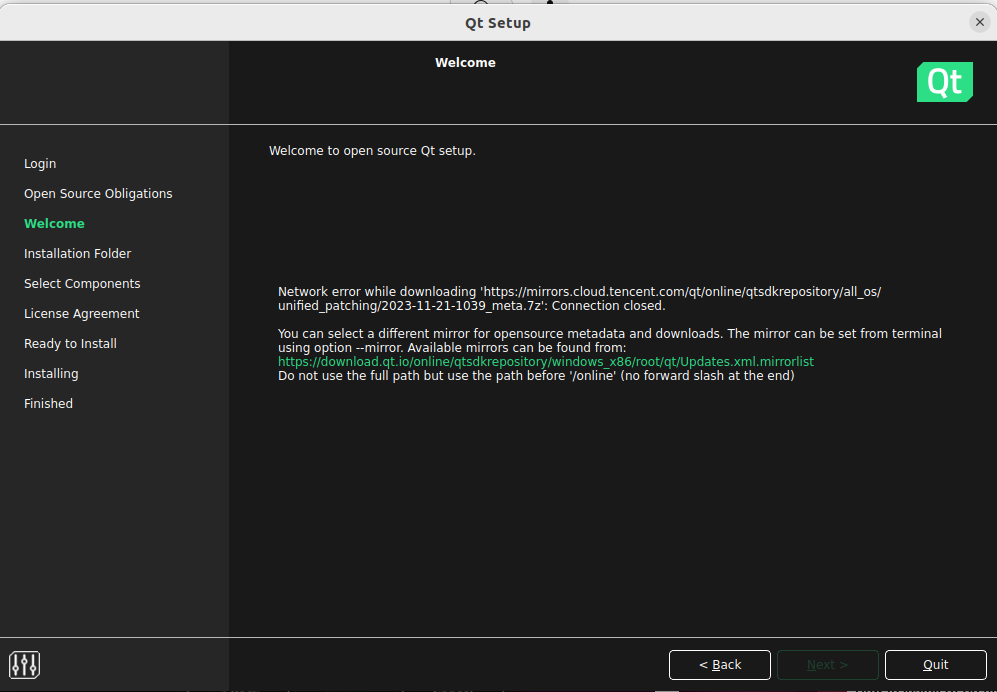 Qt Setup
Welcome
Qt
Welcome to open source Qt setup.
Login
Open Source Obligations
Welcome
Installation Folder
Select Components
License Agreement
Ready to Install
Installing
Finished
Network error while downloading 'https://mirrors.cloud.tencent.com/qt/online/qtsdkrepository/all_os/
unified_patching/2023-11-21-1039_meta.7z': Connection closed.
You can select a different mirror for opensource metadata and downloads. The mirror can be set from terminal
using option --mirror. Available mirrors can be found from:
https://download.qt.io/online/qtsdkrepository/windows_x86/root/qt/Updates.xml.mirrorlist
Do not use the full path but use the path before '/online' (no forward slash at the end)
< Back
Next >
Quit